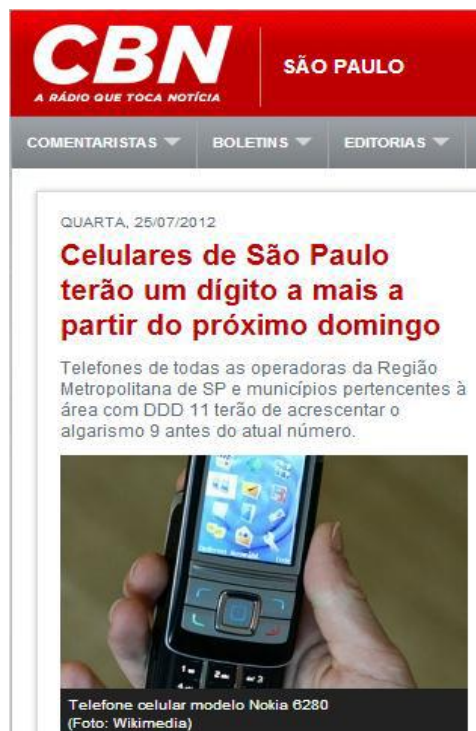 CBN
A RÁDIO QUE TOCA NOTÍCIA
SÃO PAULO
COMENTARISTAS BOLETINS EDITORIAS
QUARTA, 25/07/2012
Celulares de São Paulo
terão um dígito a mais a
partir do próximo domingo
Telefones de todas as operadoras da Região
Metropolitana de SP e municípios pertencentes à
área com DDD 11 terão de acrescentar o
algarismo 9 antes do atual número.
Telefone celular modelo Nokia 6280
(Foto: Wikimedia)